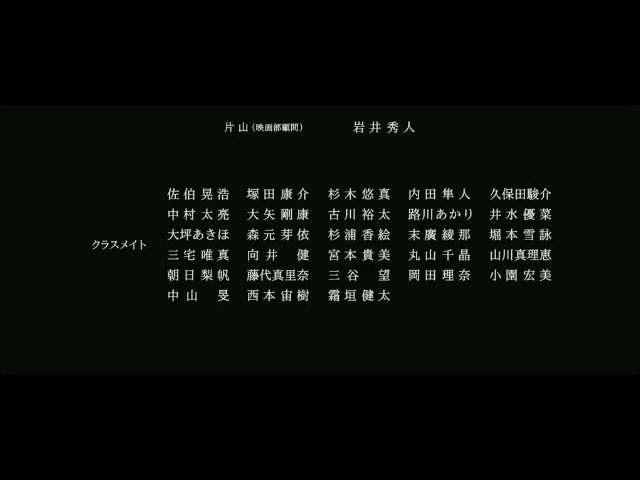 片山（映画部顧問） 岩井秀人
佐伯晃浩 塚田康介 杉木悠真 内田隼人 久保田駿介
中村太亮 大矢剛康 古川裕太 路川あかり 井水優菜
クラスメイト 大坪あきほ 森元芽依 杉浦香絵 末廣綾那 堀本雪詠
三宅唯真 向井健 宮本貴美 丸山千晶 山川真理恵
朝日梨帆 藤代真里奈 三谷望 岡田理奈 小園宏美
中山旻 西本宙樹 霜垣健太